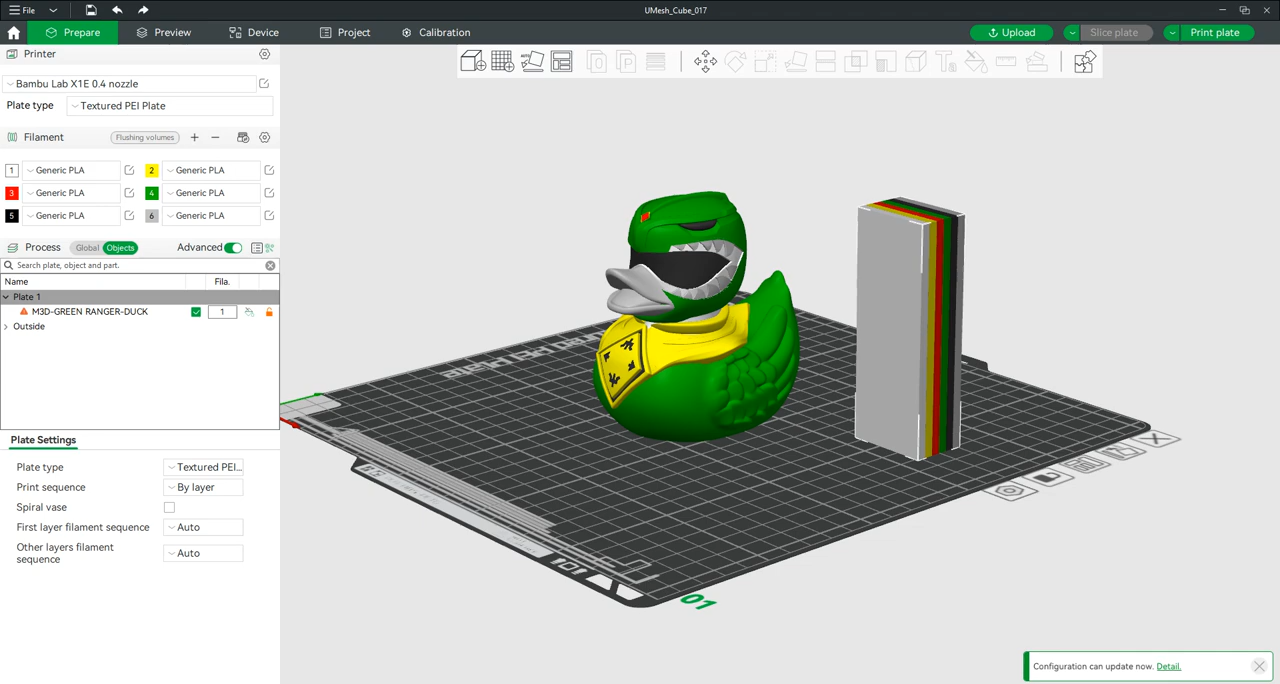 File
UMesh_Cube_017
Prepare
Preview
Device
Project
Calibration
Upload
Slice plate
Print plate
Printer
Bambu Lab X1E 0.4 nozzle
Plate type
Textured PEI Plate
Filament
Flushing volumes
1 Generic PLA
2 Generic PLA
3 Generic PLA
4 Generic PLA
5 Generic PLA
6 Generic PLA
Process
Global
Objects
Advanced
Search plate, object and part.
Name
Fila.
Plate 1
M3D-GREEN RANGER-DUCK
1
Outside
Plate Settings
Plate type
Textured PEI...
Print sequence
By layer
Spiral vase
First layer filament sequence
Auto
Other layers filament
sequence
Auto
01
Configuration can update now. Detail.